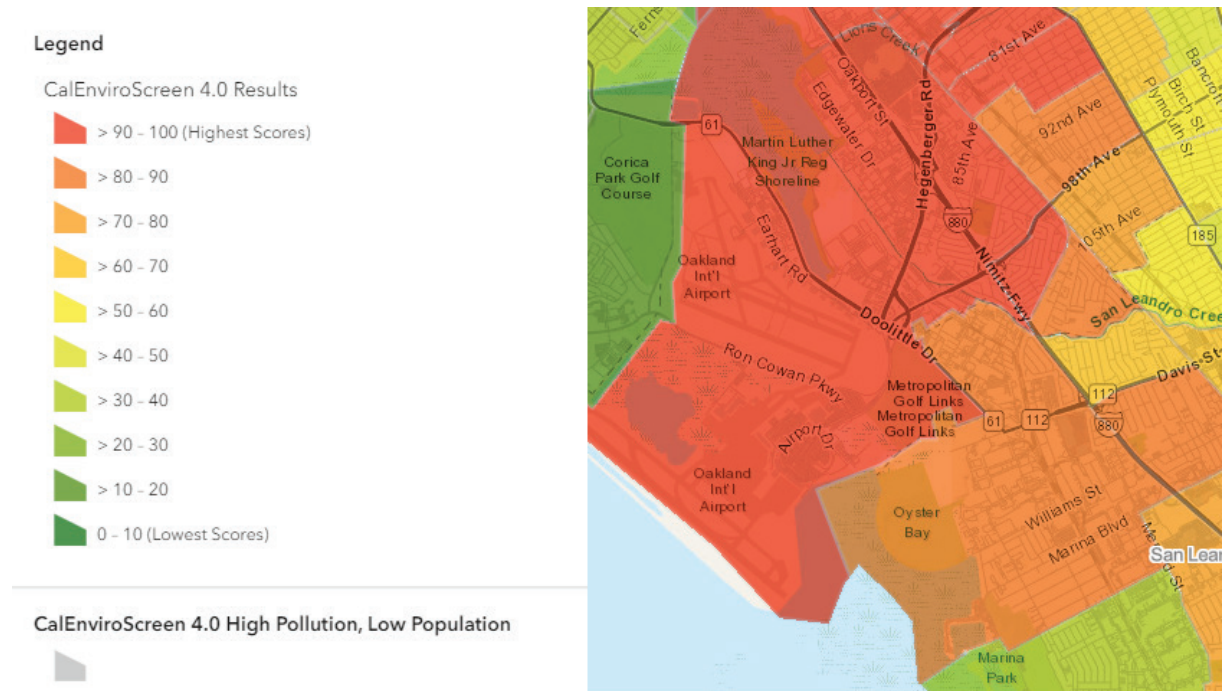 Legend
CalEnviroScreen 4.0 Results
> 90 - 100 (Highest Scores)
> 80 - 90
> 70 - 80
> 60 - 70
> 50 - 60
> 40 - 50
> 30 - 40
> 20 - 30
> 10 - 20
0 - 10 (Lowest Scores)
CalEnviroScreen 4.0 High Pollution, Low Population
Lions Creek
81st Ave
Oakport St
Edgewater Dr
Hegenberger Rd
85th Ave
92nd Ave
98th Ave
105th Ave
Birch St
Plymouth St
61
Martin Luther
King Jr Reg
Shoreline
Corica
Park Golf
Course
880
185
Earhart Rd
Nimitz Fwy
Oakland
Int'l
Airport
San Leandro Cree
Doolittle Dr
Davis St
Ron Cowan Pkwy
Metropolitan
Golf Links
Metropolitan
Golf Links
112
61
112
880
Airport Dr
Oakland
Int'l
Airport
Oyster
Bay
Williams St
Marina Blvd
San Lear
Marina
Park